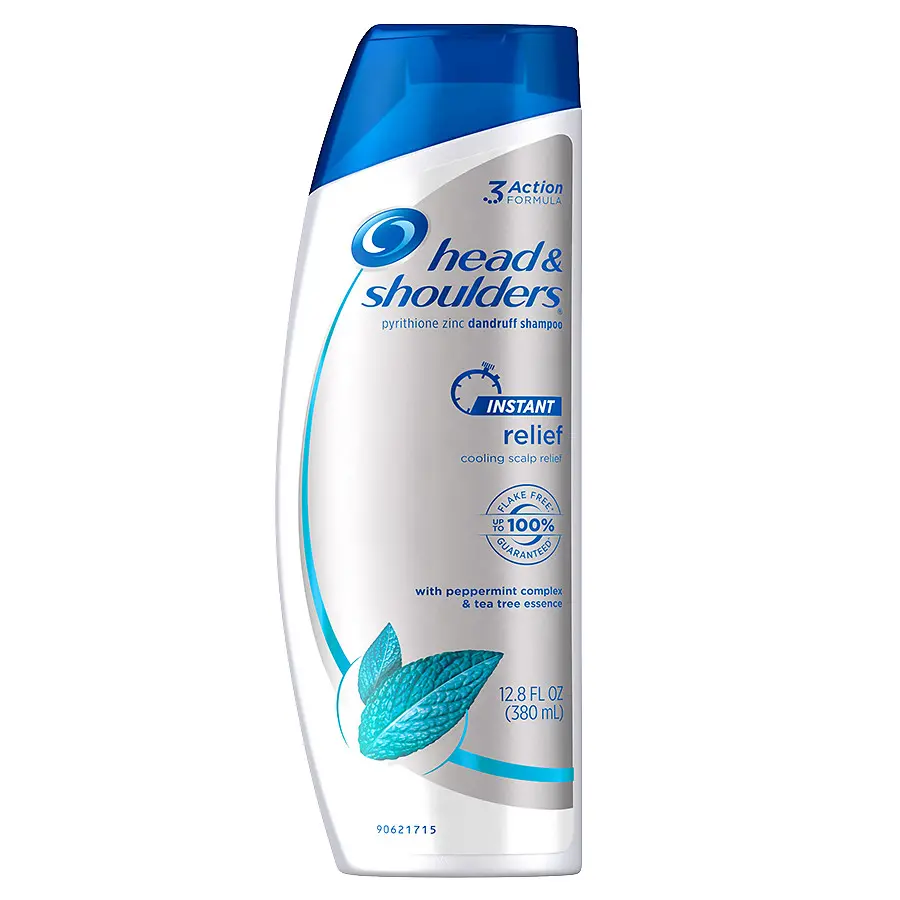 3 Action
FORMULA
head &
shoulders®
pyrithione zinc dandruff shampoo
INSTANT
relief
cooling scalp relief
FLAKE FREE*
UP TO 100%
GUARANTEED
with peppermint complex
& tea tree essence
12.8 FL OZ
(380 mL)
90621715